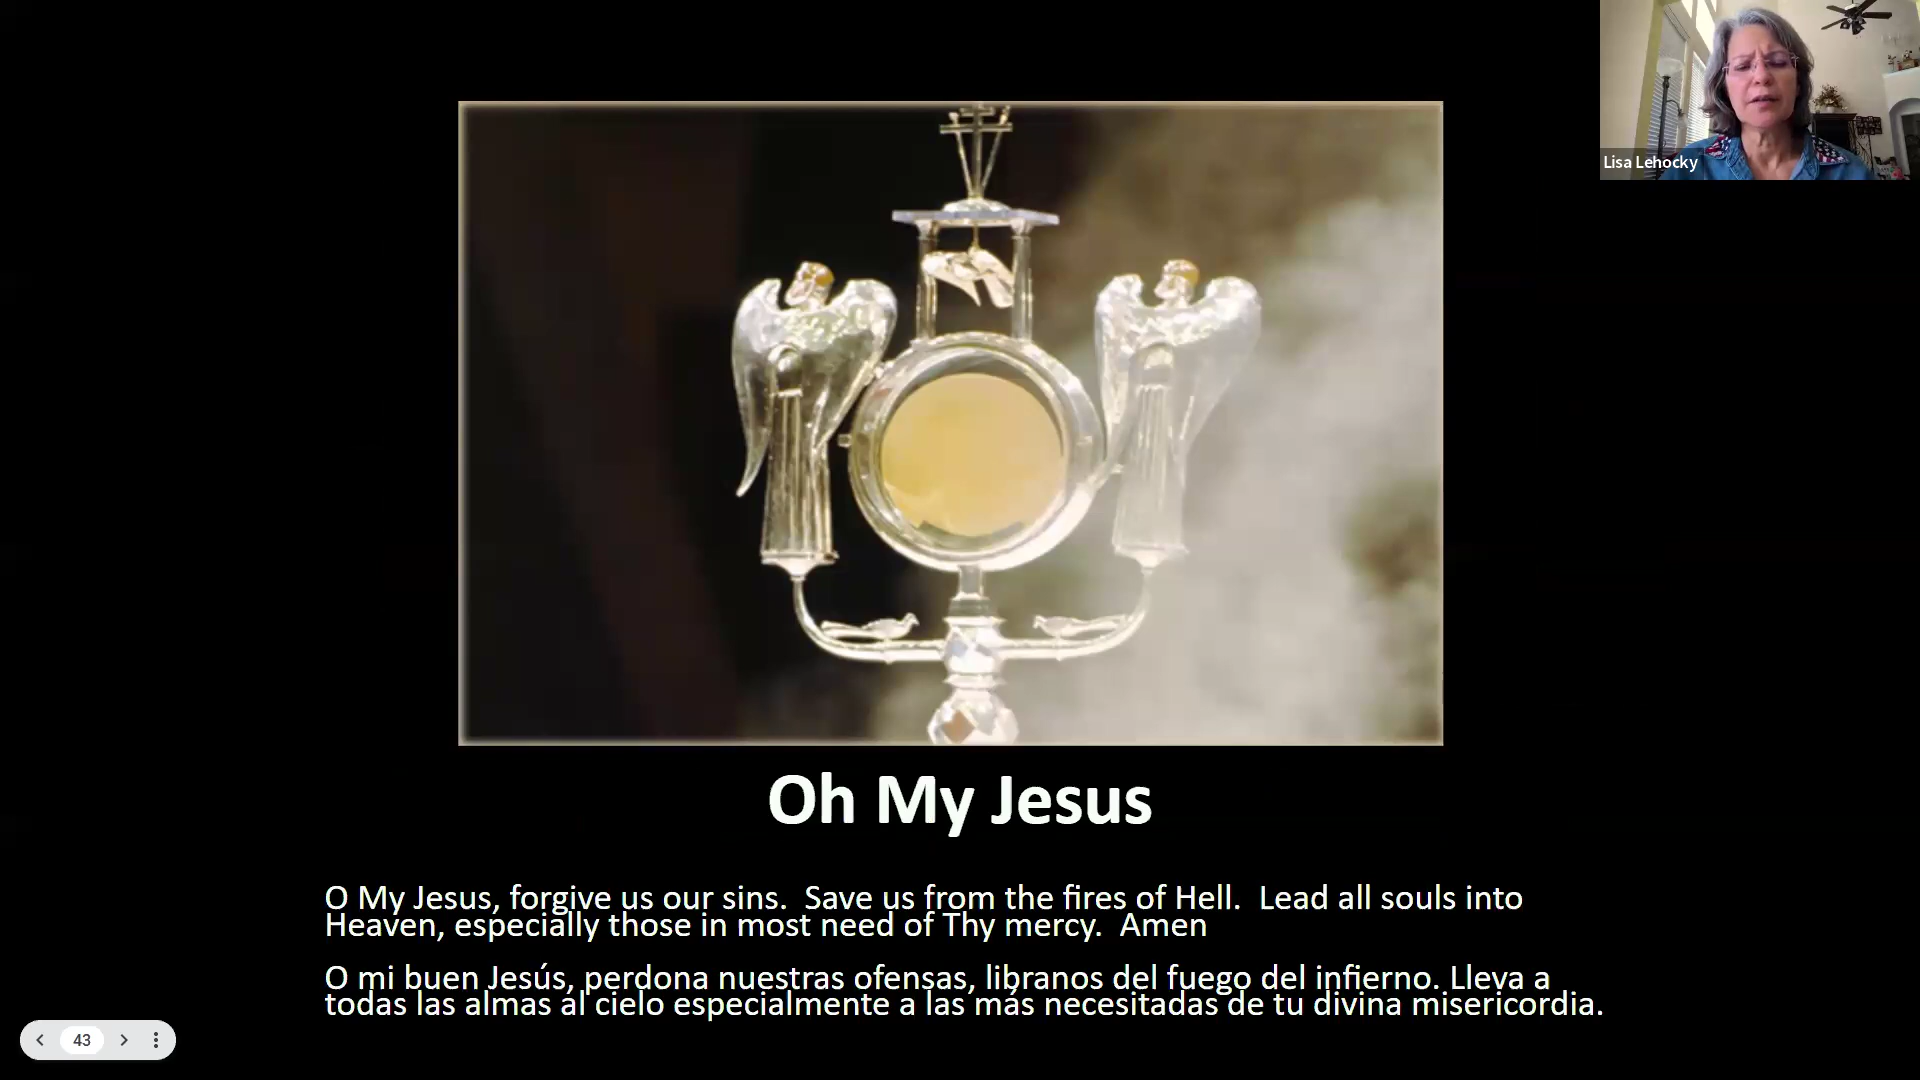 Lisa Lehocky
Oh My Jesus
O My Jesus, forgive us our sins.  Save us from the fires of Hell.  Lead all souls into
Heaven, especially those in most need of Thy mercy.  Amen
O mi buen Jesús, perdona nuestras ofensas, libranos del fuego del infierno. Lleva a
todas las almas al cielo especialmente a las más necesitadas de tu divina misericordia.
43